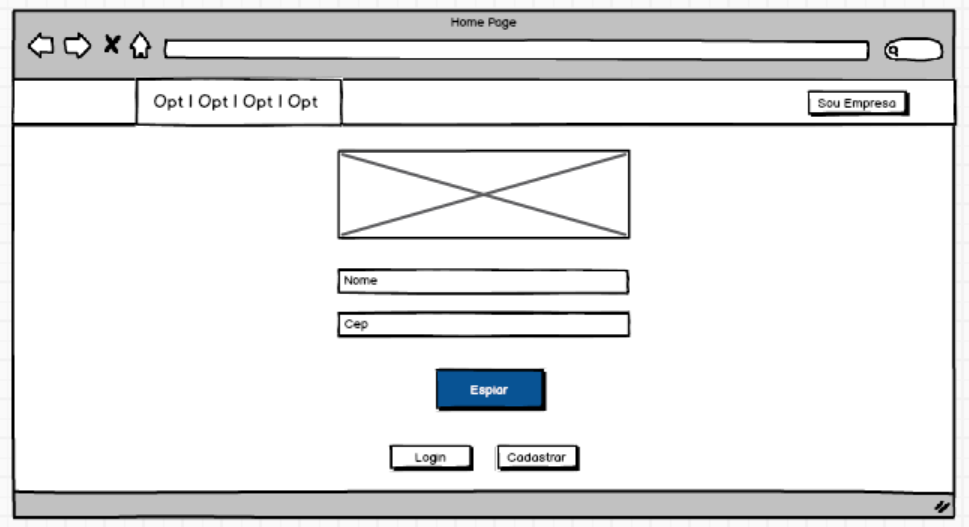 Home Page
Opt | Opt | Opt | Opt
Sou Empresa
Nome
Cep
Espiar
Login
Cadastrar